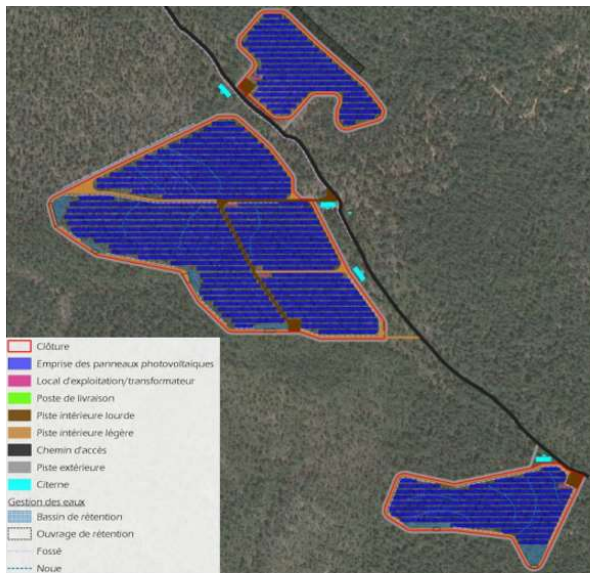 Clôture
Emprise des panneaux photovoltaïques
Local d'exploitation/transformateur
Poste de livraison
Piste intérieure lourde
Piste intérieure légère
Chemin d'accès
Piste extérieure
Citerne
Gestion des eaux
Bassin de rétention
Ouvrage de rétention
Fossé
Noue